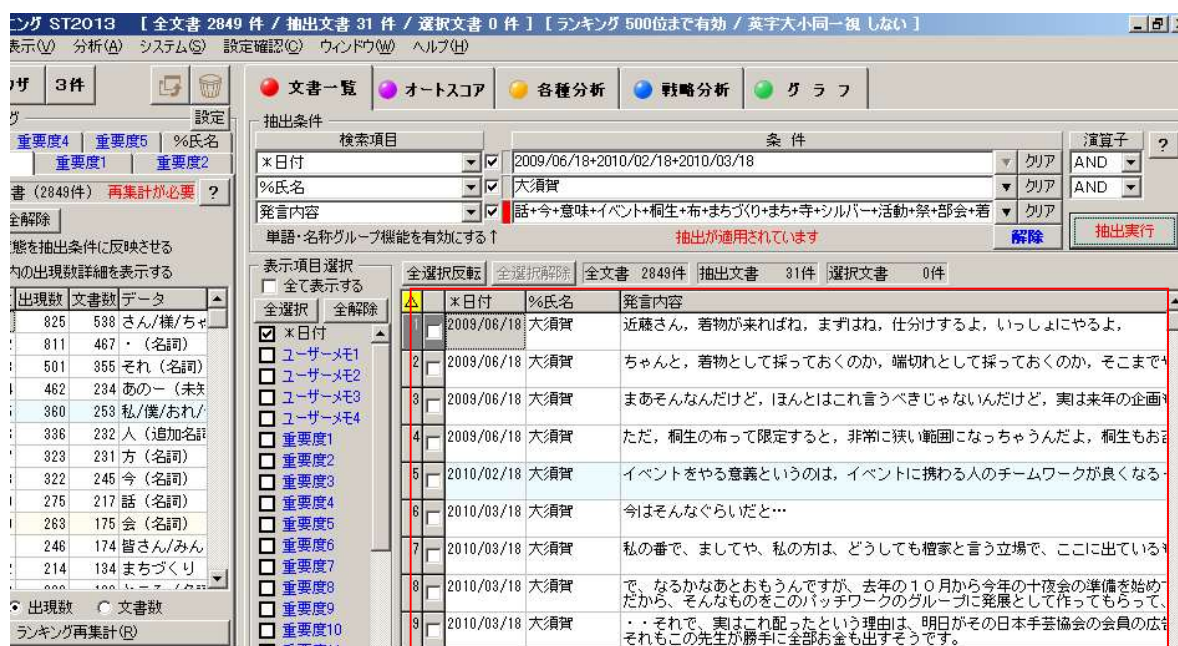 ング ST2013 [ 全文書 2849 件 / 抽出文書 31 件 / 選択文書 0 件 ] [ ランキング 500位まで有効 / 英字大小同一視 しない ]
表示(V) 分析(A) システム(S) 設定確認(C) ウィンドウ(W) ヘルプ(H)
ウザ 3件
文書一覧 オートスコア 各種分析 戦略分析 グラフ
グ 設定
重要度4 重要度5 %氏名
重要度1 重要度2
書 (2849件) 再集計が必要 ?
全解除
態を抽出条件に反映させる
内の出現数詳細を表示する
出現数 文書数 データ
825 538 さん/様/ちゃ
811 467 ・ (名詞)
501 355 それ (名詞)
462 234 あのー (未知
360 253 私/僕/おれ/
336 232 人 (追加名詞
323 231 方 (名詞)
322 245 今 (名詞)
275 217 話 (名詞)
263 175 会 (名詞)
246 174 皆さん/みん
214 134 まちづくり
出現数 文書数
ランキング再集計(R)
抽出条件
検索項目 条 件 演算子 ?
*日付 2009/06/18+2010/02/18+2010/03/18 クリア AND
%氏名 大須賀 クリア AND
発言内容 話+今+意味+イベント+桐生+布+まちづくり+まち+寺+シルバー+活動+祭+部会+着 クリア
単語・名称グループ機能を有効にする↑ 抽出が適用されています 解除 抽出実行
表示項目選択
全て表示する
全選択 全解除
*日付
ユーザーメモ1
ユーザーメモ2
ユーザーメモ3
ユーザーメモ4
重要度1
重要度2
重要度3
重要度4
重要度5
重要度6
重要度7
重要度8
重要度9
重要度10
全選択反転 全選択解除 全文書 2849件 抽出文書 31件 選択文書 0件
△ *日付 %氏名 発言内容
1 2009/06/18 大須賀 近藤さん，着物が来ればね，まずはね，仕分けするよ，いっしょにやるよ，
2 2009/06/18 大須賀 ちゃんと，着物として採っておくのか，端切れとして採っておくのか，そこまでや
3 2009/06/18 大須賀 まあそんなんだけど，ほんとはこれ言うべきじゃないんだけど，実は来年の企画
4 2009/06/18 大須賀 ただ，桐生の布って限定すると，非常に狭い範囲になっちゃうんだよ，桐生もお
5 2010/02/18 大須賀 イベントをやる意義というのは，イベントに携わる人のチームワークが良くなる
6 2010/03/18 大須賀 今はそんなぐらいだと…
7 2010/03/18 大須賀 私の番で、ましてや、私の方は、どうしても檀家と言う立場で、ここに出ている
8 2010/03/18 大須賀 で、なるかなあとおもうんですが、去年の１０月から今年の十夜会の準備を始め
だから、そんなものをこのパッチワークのグループに発展として作ってもらって、
9 2010/03/18 大須賀 ・・それで、実はこれ配ったという理由は、明日がその日本手芸協会の会員の広
それもこの先生が勝手に全部お金も出すそうです。